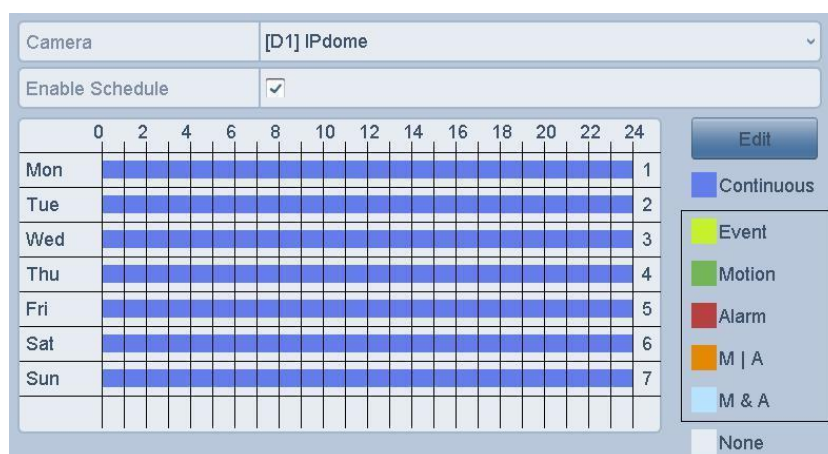 Camera [D1] IPdome
Enable Schedule
0 2 4 6 8 10 12 14 16 18 20 22 24
Edit
Mon 1
Continuous
Tue 2
Wed 3
Event
Thu 4
Motion
Fri 5
Alarm
Sat 6
M | A
Sun 7
M & A
None